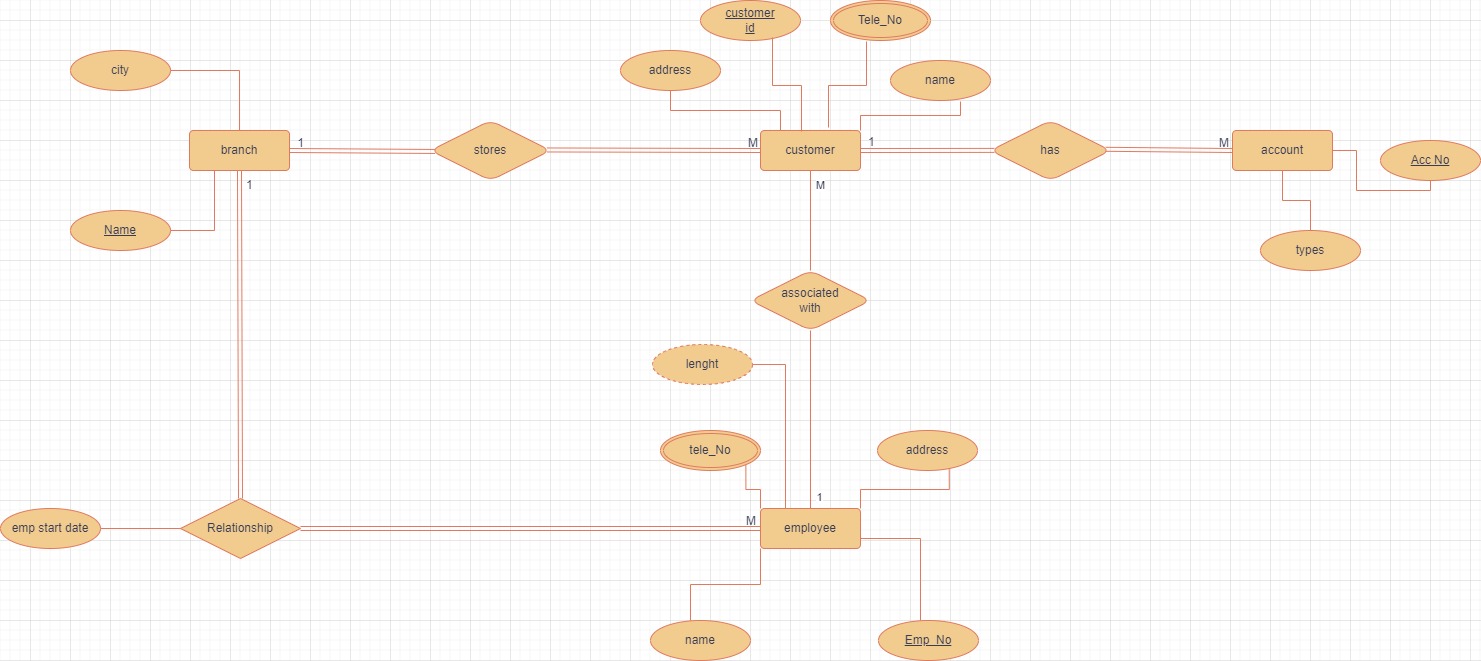 customer
id
Tele_No
city
address
name
branch
1
stores
M
customer
1
has
M
account
Acc No
1
M
Name
types
associated
with
lenght
tele_No
address
1
emp start date
Relationship
M
employee
name
Emp_No